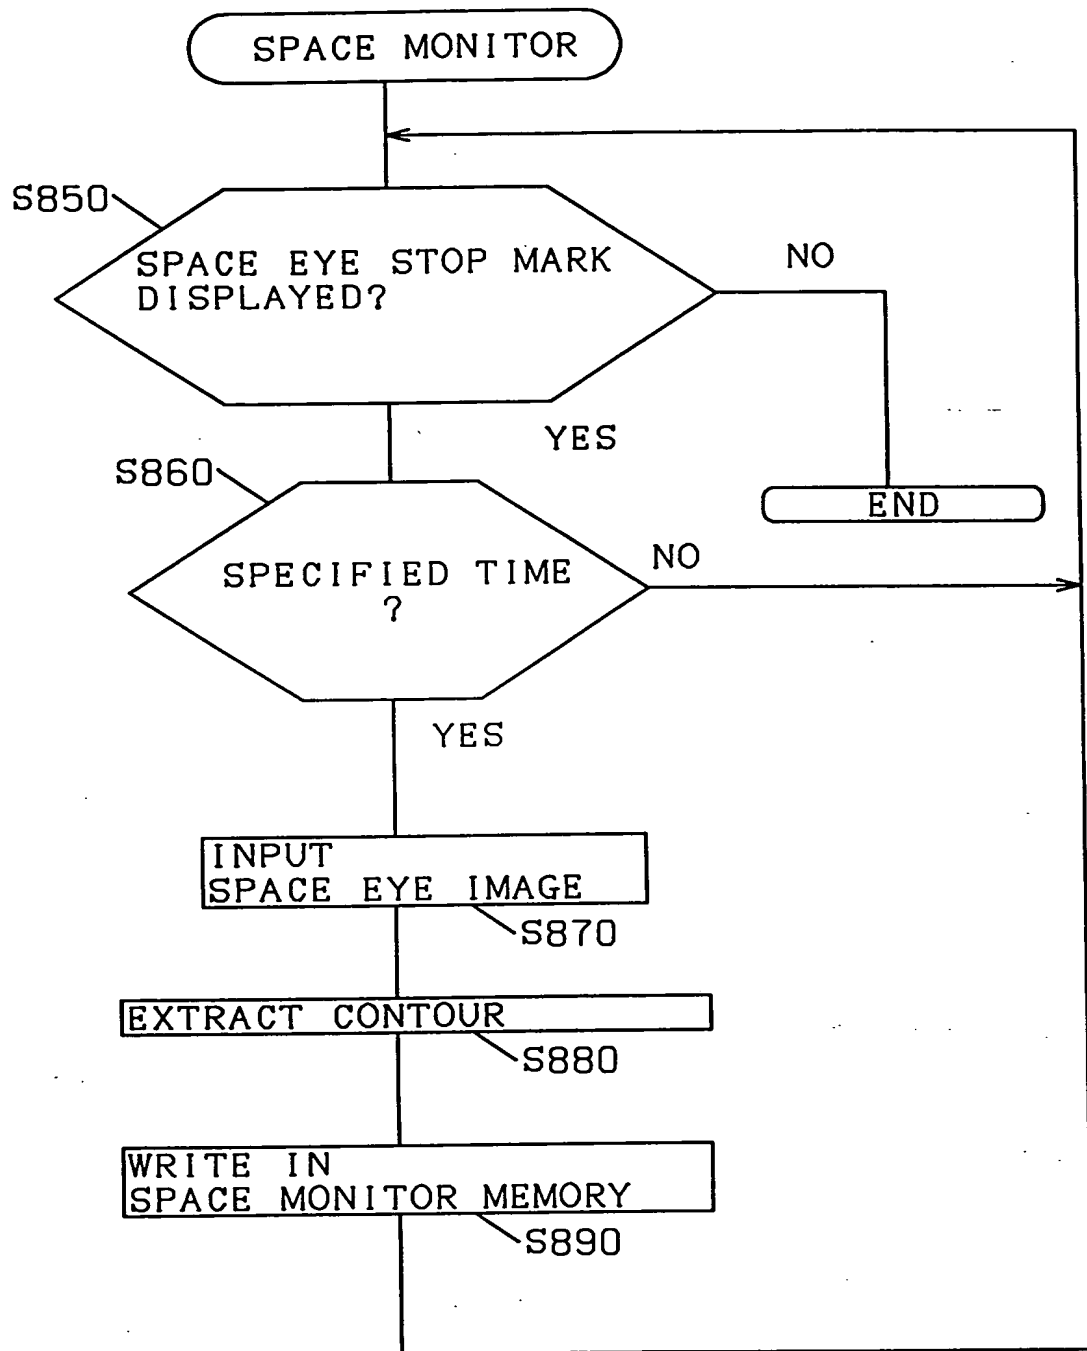 SPACE MONITOR
S850
SPACE EYE STOP MARK
DISPLAYED?
NO
YES
S860
END
SPECIFIED TIME
?
NO
YES
INPUT
SPACE EYE IMAGE
S870
EXTRACT CONTOUR
S880
WRITE IN
SPACE MONITOR MEMORY
S890